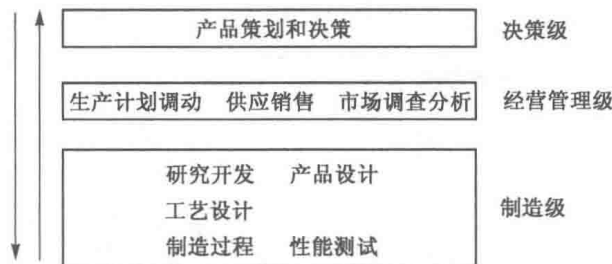 产品策划和决策 决策级
生产计划调动 供应销售 市场调查分析 经营管理级
研究开发 产品设计
工艺设计 制造级
制造过程 性能测试